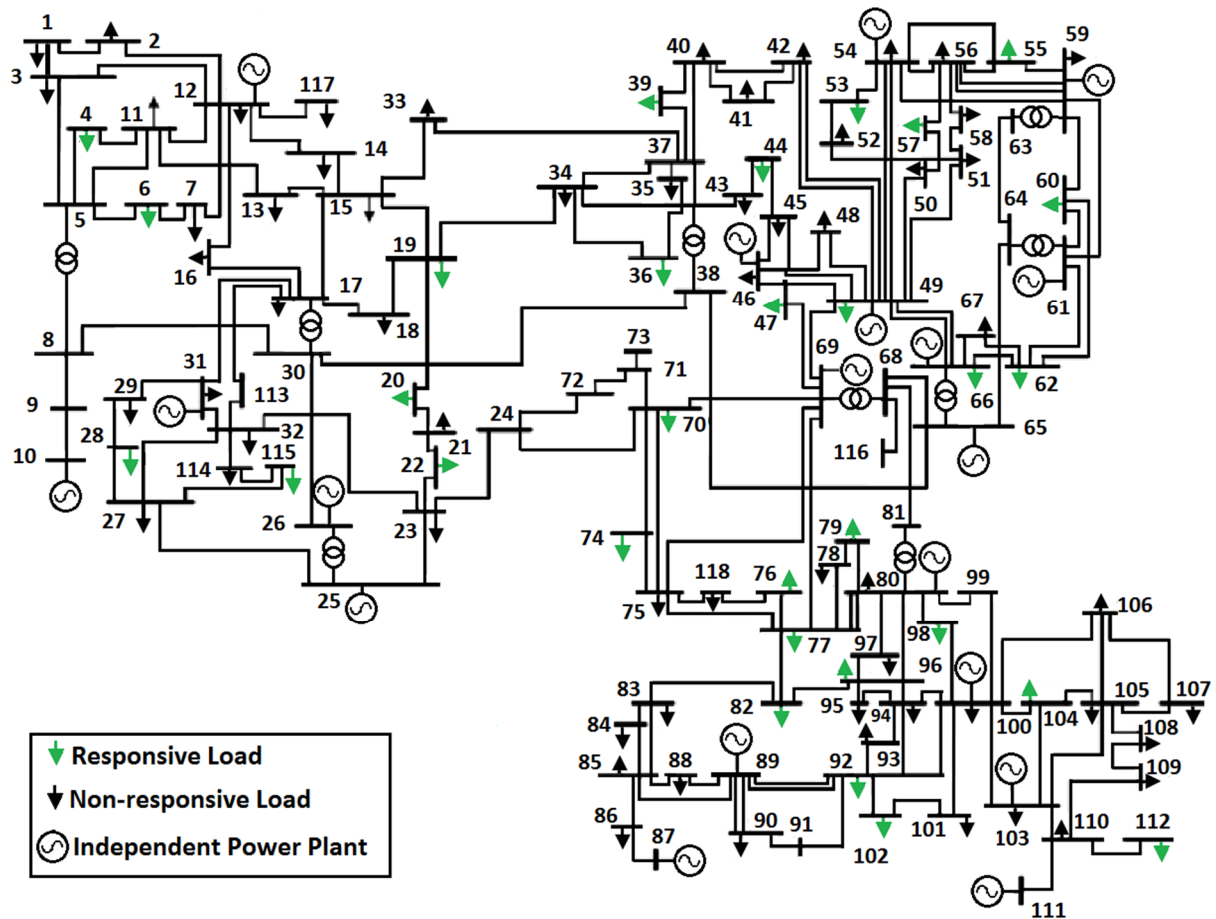 1 2 59
40 42 54 56 55
3 12 117 33
53
4 11 39 41 52 57 58 63
14 37 44 51
6 7 34 35 43 45 50 64 60
5 13 15 48
16 19 36 46 61
17 38 47 49 67
8 18 73 69 68
31 30 71 62
29 113 72 66
9 20 24 70 65
28 32 21 116
10 114 115 22
27 26 23 81
74 79
78
25 118 76 80 99
75 106
77 97 98
96
83 82 95 94 100 104 105 107
84 93 108
Responsive Load
85 88 89 92 109
Non-responsive Load
86 90 91 101 103 110 112
Independent Power Plant
87 102
111